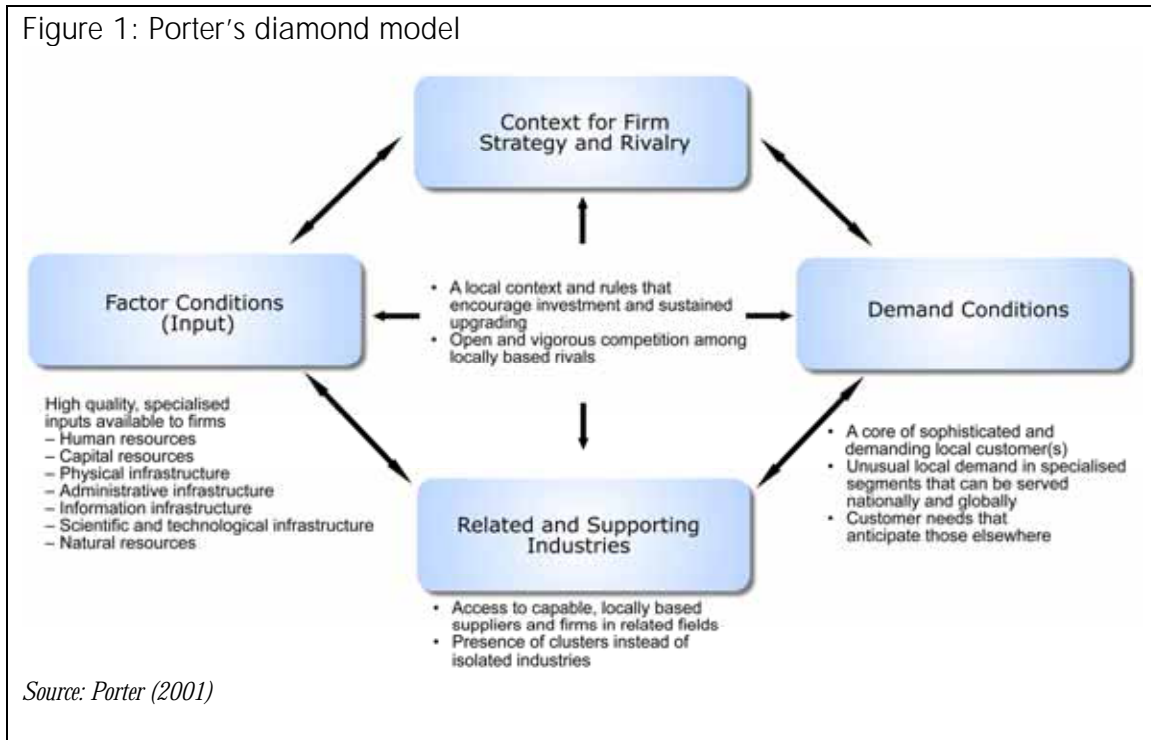 Figure 1: Porter's diamond model
Context for Firm
Strategy and Rivalry
Factor Conditions
(Input)
• A local context and rules that
encourage investment and sustained
upgrading
• Open and vigorous competition among
locally based rivals
Demand Conditions
High quality, specialised
inputs available to firms
– Human resources
– Capital resources
– Physical infrastructure
– Administrative infrastructure
– Information infrastructure
– Scientific and technological infrastructure
– Natural resources
• A core of sophisticated and
demanding local customer(s)
• Unusual local demand in specialised
segments that can be served
nationally and globally
• Customer needs that
anticipate those elsewhere
Related and Supporting
Industries
• Access to capable, locally based
suppliers and firms in related fields
• Presence of clusters instead of
isolated industries
Source: Porter (2001)